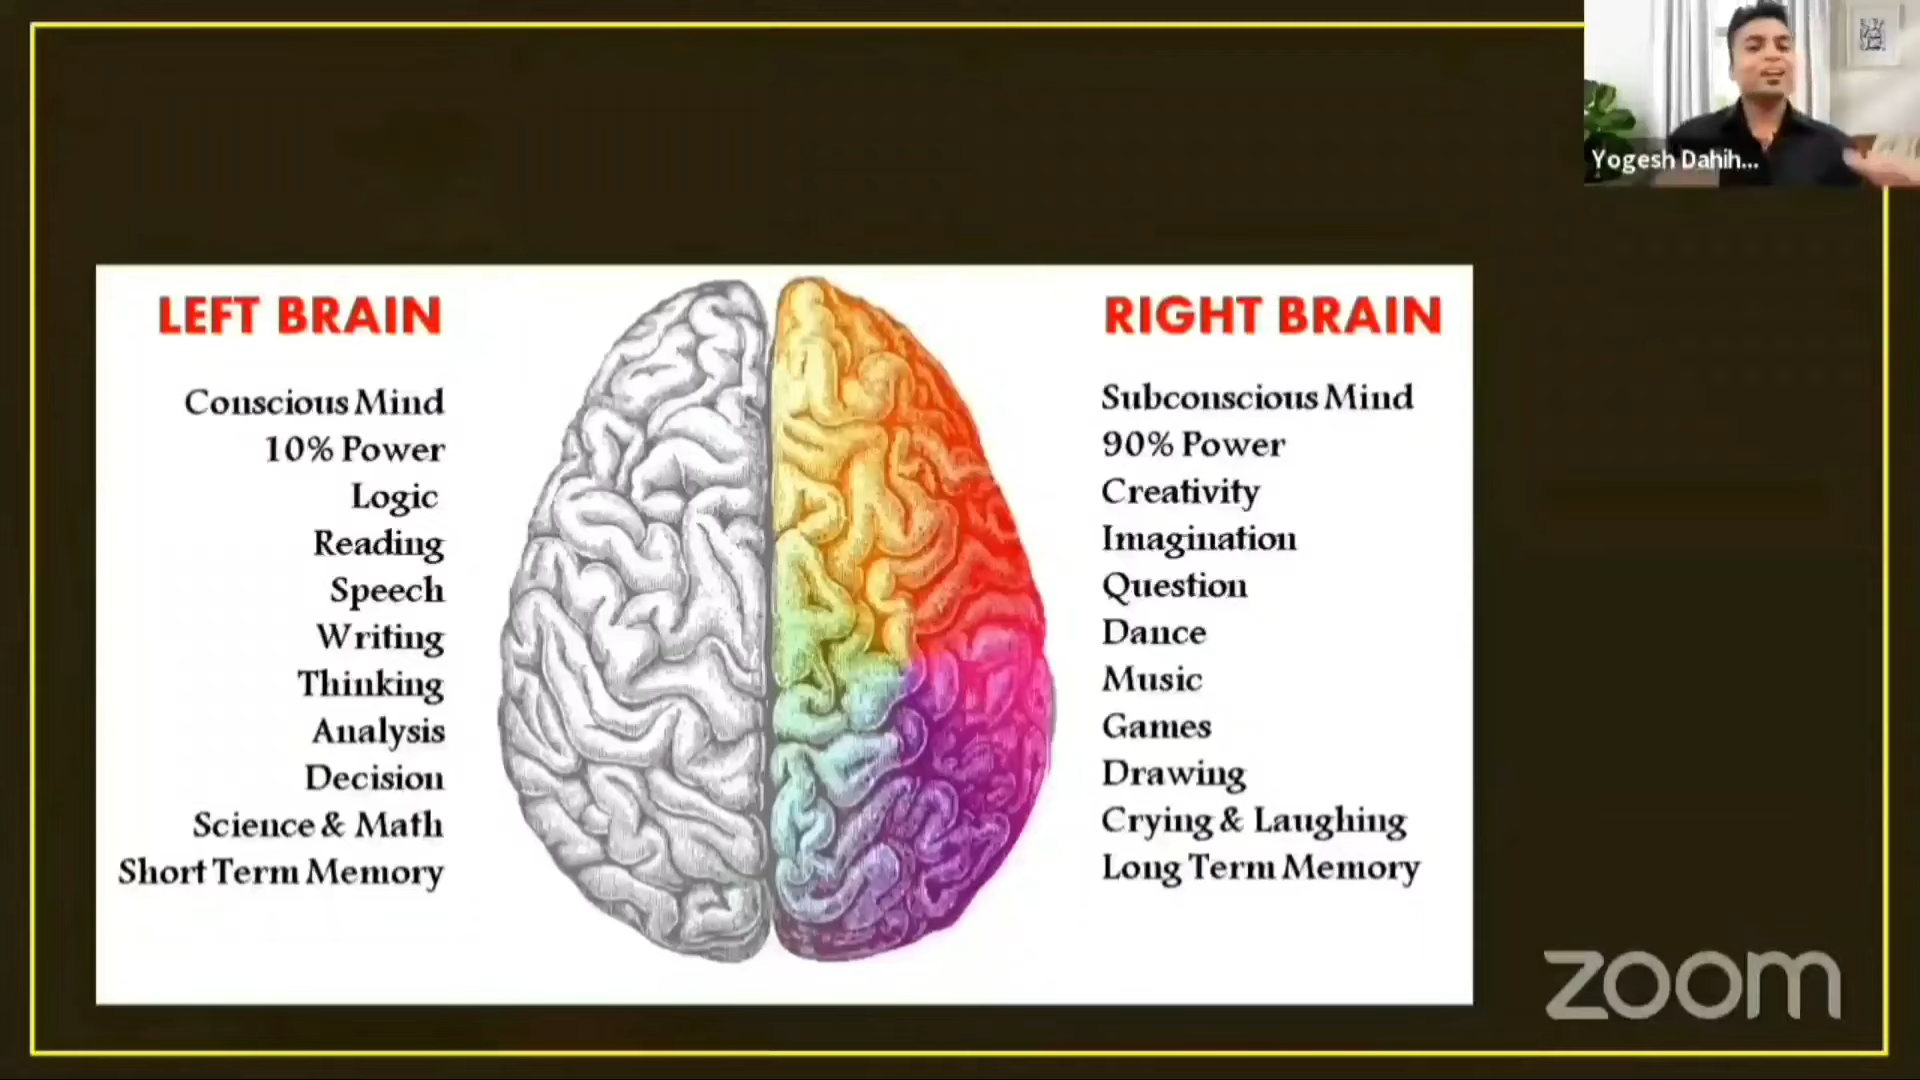 Yogesh Dahih...
LEFT BRAIN
Conscious Mind
10% Power
Logic
Reading
Speech
Writing
Thinking
Analysis
Decision
Science & Math
Short Term Memory
RIGHT BRAIN
Subconscious Mind
90% Power
Creativity
Imagination
Question
Dance
Music
Games
Drawing
Crying & Laughing
Long Term Memory
zoom